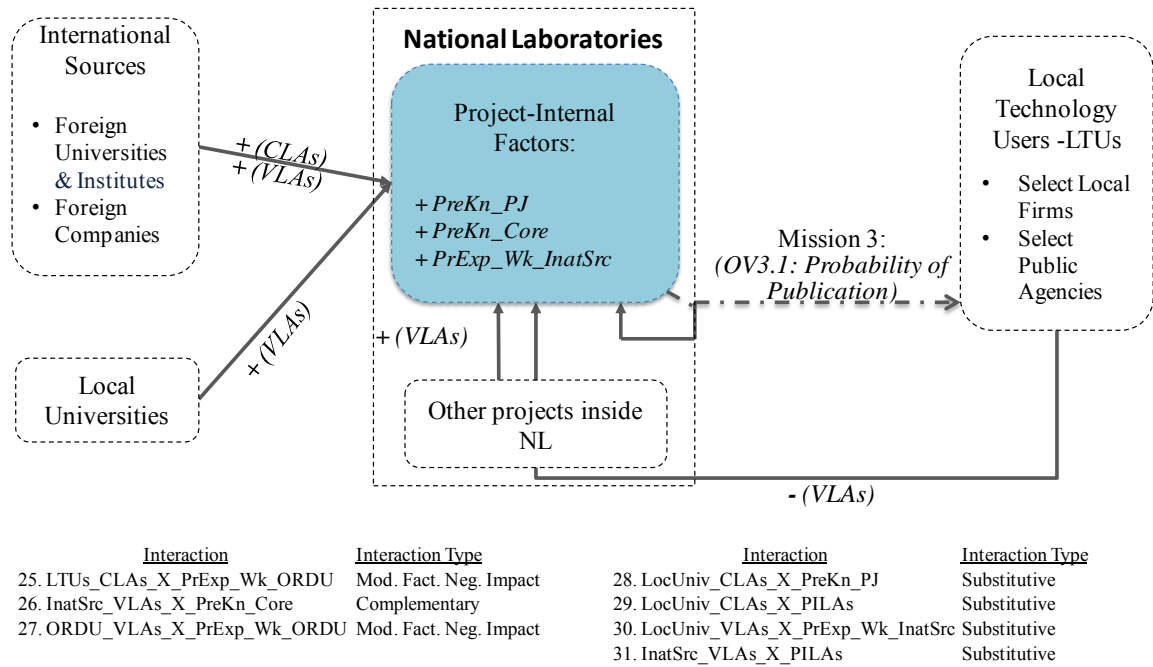 International
Sources
• Foreign
Universities
& Institutes
• Foreign
Companies
+ (CLAs)
+ (VLAs)
Local
Universities
+ (VLAs)
National Laboratories
Project-Internal
Factors:
+ PreKn_PJ
+ PreKn_Core
+ PrExp_Wk_InatSrc
+ (VLAs)
Other projects inside
NL
Mission 3:
(OV3.1: Probability of
Publication)
Local
Technology
Users -LTUs
• Select Local
Firms
• Select
Public
Agencies
- (VLAs)
Interaction Interaction Type
25. LTUs_CLAs_X_PrExp_Wk_ORDU Mod. Fact. Neg. Impact
26. InatSrc_VLAs_X_PreKn_Core Complementary
27. ORDU_VLAs_X_PrExp_Wk_ORDU Mod. Fact. Neg. Impact
Interaction Interaction Type
28. LocUniv_CLAs_X_PreKn_PJ Substitutive
29. LocUniv_CLAs_X_PILAs Substitutive
30. LocUniv_VLAs_X_PrExp_Wk_InatSrc Substitutive
31. InatSrc_VLAs_X_PILAs Substitutive